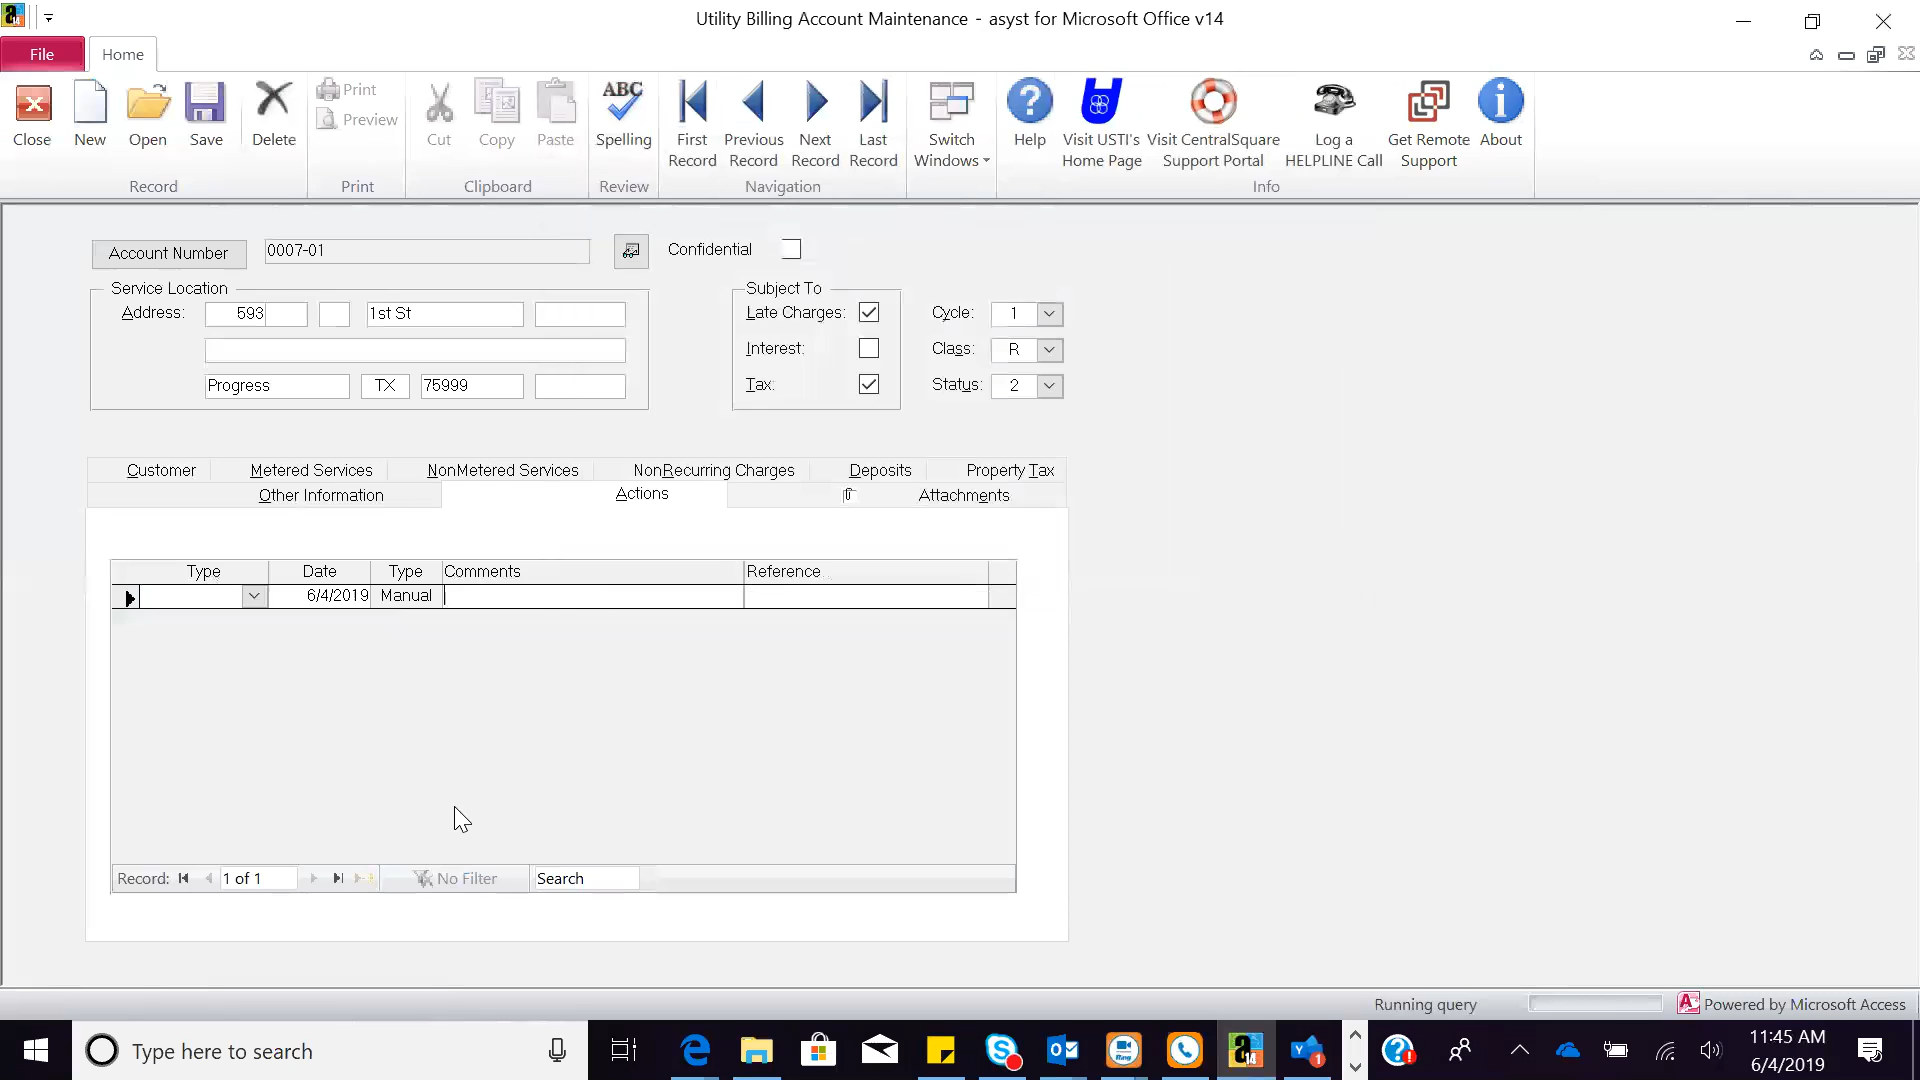 Utility Billing Account Maintenance - asyst for Microsoft Office v14
File Home
Close New Open Save Delete
Print
Preview
Cut Copy Paste
ABC
Spelling
First Record
Previous Record
Next Record
Last Record
Switch Windows
Help
Visit USTI's Home Page
Visit CentralSquare Support Portal
Log a HELPLINE Call
Get Remote Support
About
Record Print Clipboard Review Navigation Info
Account Number 0007-01 Confidential
Service Location
Address: 593 1st St
Progress TX 75999
Subject To
Late Charges:
Interest:
Tax:
Cycle: 1
Class: R
Status: 2
Customer Metered Services NonMetered Services NonRecurring Charges Deposits Property Tax
Other Information Actions Attachments
Type Date Type Comments Reference
6/4/2019 Manual
Record: 1 of 1 No Filter Search
Running query Powered by Microsoft Access
Type here to search
11:45 AM
6/4/2019